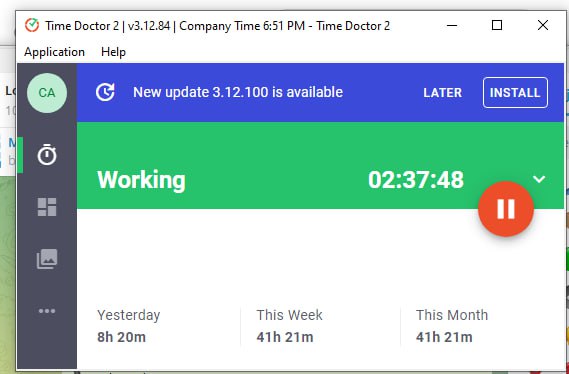 Time Doctor 2 | v3.12.84 | Company Time 6:51 PM - Time Doctor 2
Application Help
CA
New update 3.12.100 is available LATER INSTALL
Working 02:37:48
Yesterday This Week This Month
8h 20m 41h 21m 41h 21m